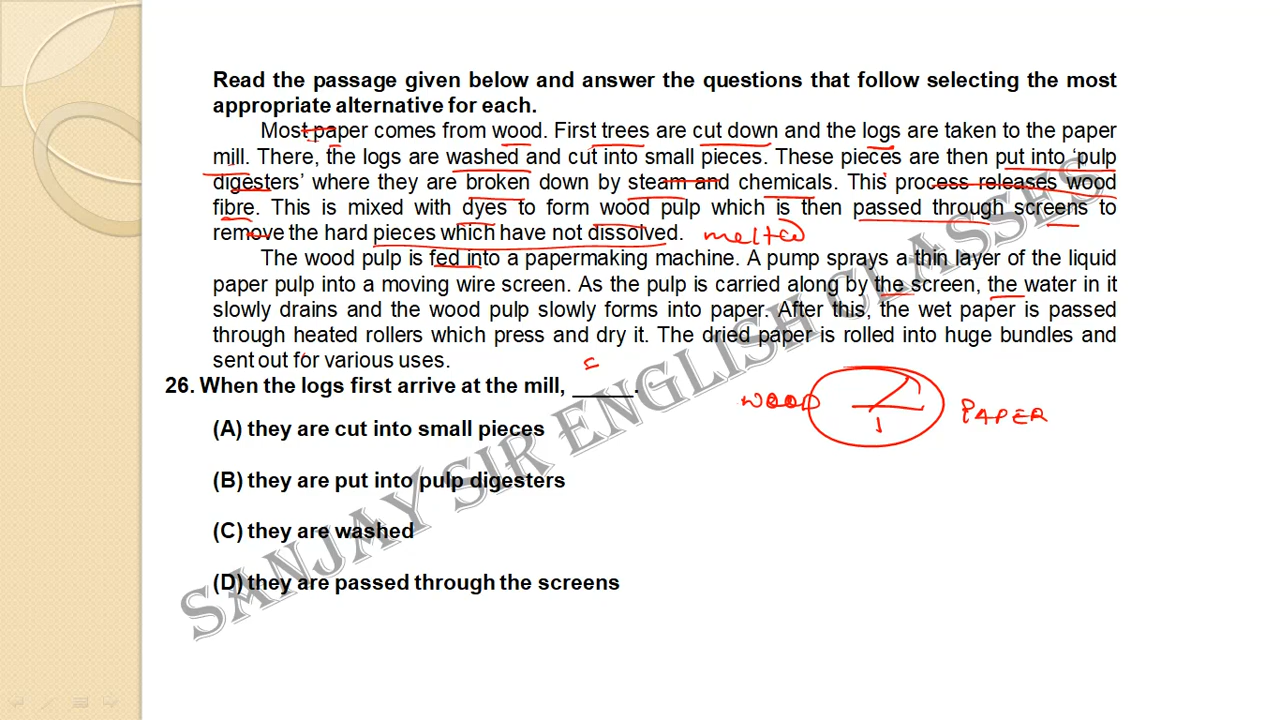 Read the passage given below and answer the questions that follow selecting the most
appropriate alternative for each.
Most paper comes from wood. First trees are cut down and the logs are taken to the paper
mill. There, the logs are washed and cut into small pieces. These pieces are then put into ‘pulp
digesters’ where they are broken down by steam and chemicals. This process releases wood
fibre. This is mixed with dyes to form wood pulp which is then passed through screens to
remove the hard pieces which have not dissolved. melted
The wood pulp is fed into a papermaking machine. A pump sprays a thin layer of the liquid
paper pulp into a moving wire screen. As the pulp is carried along by the screen, the water in it
slowly drains and the wood pulp slowly forms into paper. After this, the wet paper is passed
through heated rollers which press and dry it. The dried paper is rolled into huge bundles and
sent out for various uses.
26. When the logs first arrive at the mill, _____.
WOOD PAPER
(A) they are cut into small pieces
(B) they are put into pulp digesters
(C) they are washed
(D) they are passed through the screens
SANJAY SIR ENGLISH CLASSES